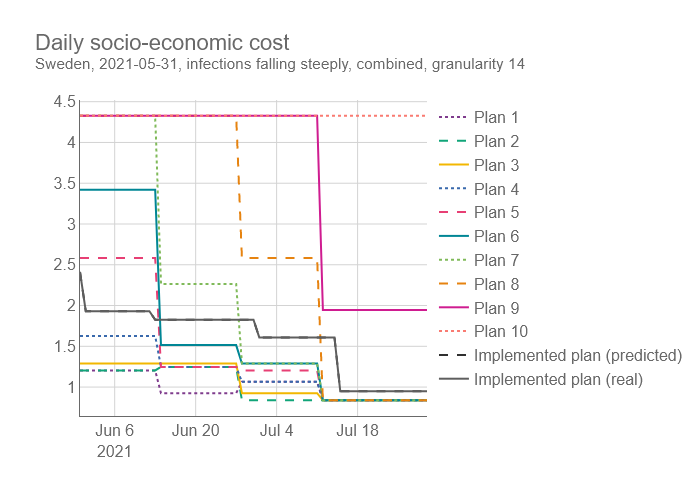 Daily socio-economic cost
Sweden, 2021-05-31, infections falling steeply, combined, granularity 14
4.5
4
3.5
3
2.5
2
1.5
1
Jun 6
2021
Jun 20
Jul 4
Jul 18
Plan 1
Plan 2
Plan 3
Plan 4
Plan 5
Plan 6
Plan 7
Plan 8
Plan 9
Plan 10
Implemented plan (predicted)
Implemented plan (real)